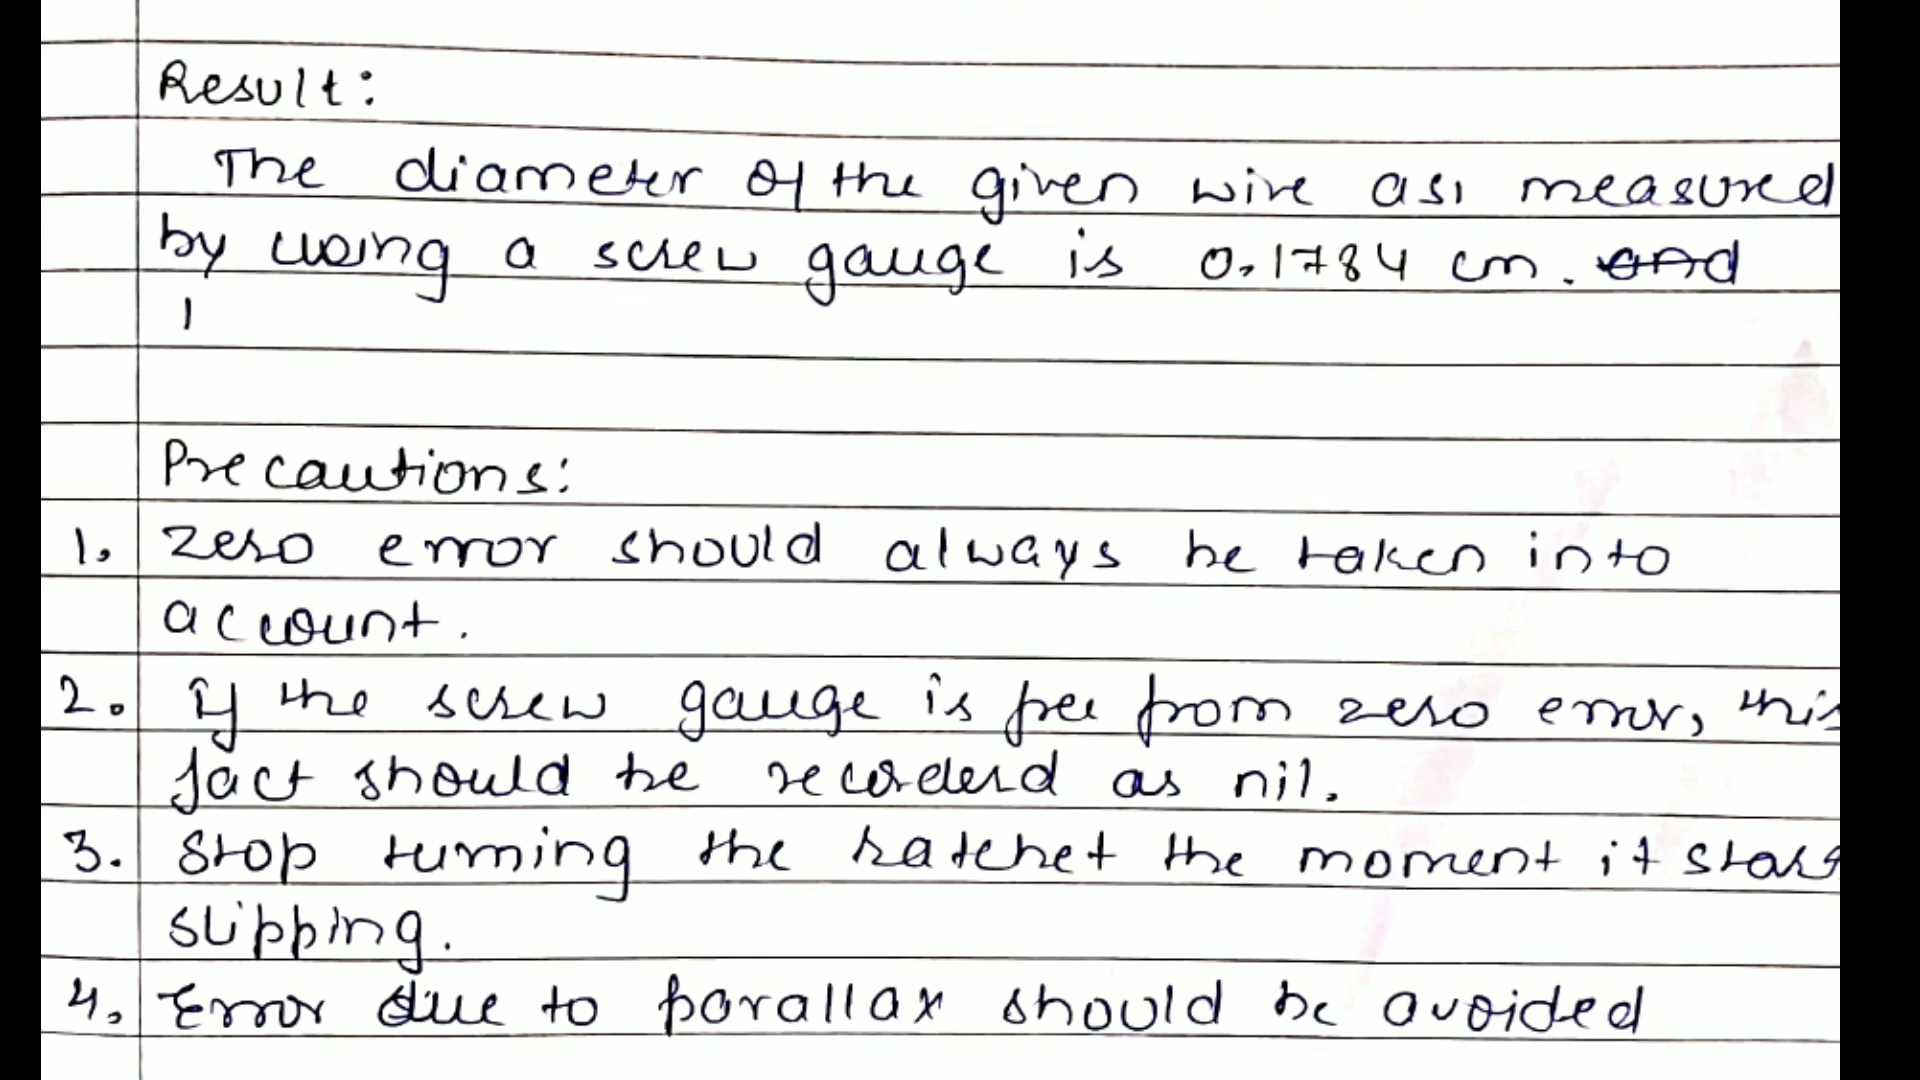 Result:
The diameter of the given wire as measured
by using a screw gauge is 0.1784 cm. and
Precautions:
1. zero error should always be taken into
account.
2. if the screw gauge is free from zero error, this
fact should be recorderd as nil.
3. Stop turning the ratchet the moment it starts
slipping.
4. Error due to parallax should be avoided